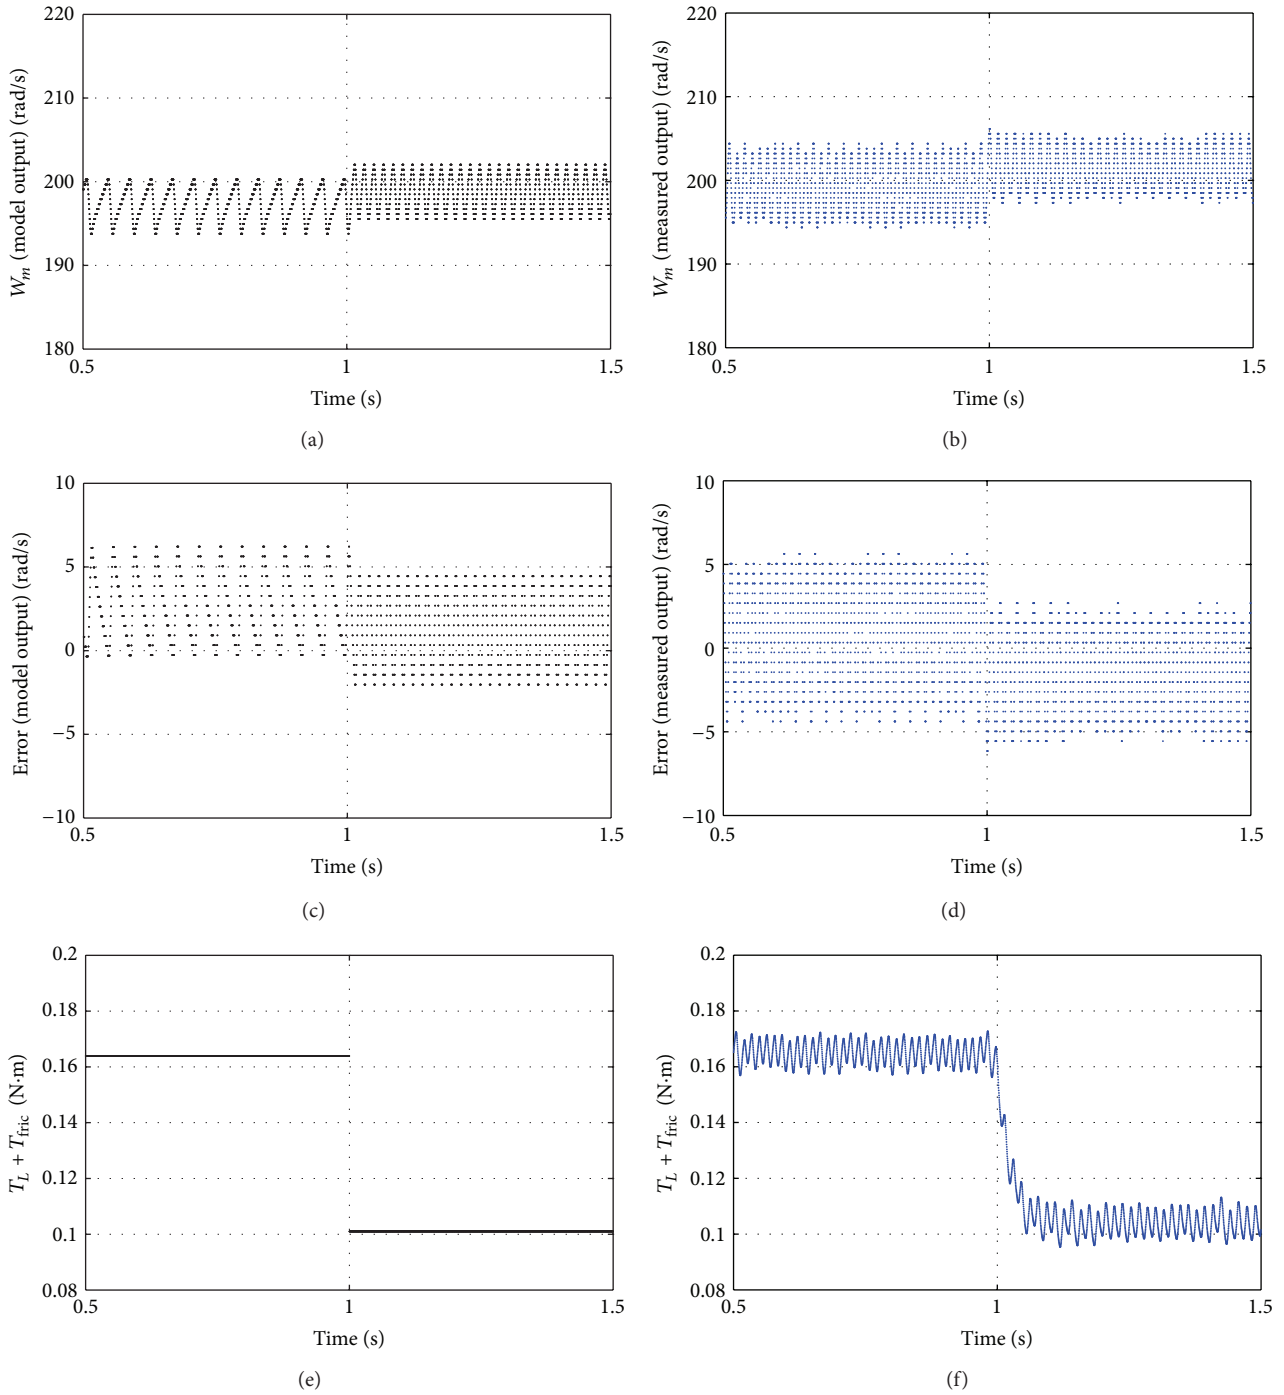 220
210
200
190
180
W_m (model output) (rad/s)
0.5
1
1.5
Time (s)
(a)
220
210
200
190
180
W_m (measured output) (rad/s)
0.5
1
1.5
Time (s)
(b)
10
5
0
−5
−10
Error (model output) (rad/s)
0.5
1
1.5
Time (s)
(c)
10
5
0
−5
−10
Error (measured output) (rad/s)
0.5
1
1.5
Time (s)
(d)
0.2
0.18
0.16
0.14
0.12
0.1
0.08
T_L + T_fric (N·m)
0.5
1
1.5
Time (s)
(e)
0.2
0.18
0.16
0.14
0.12
0.1
0.08
T_L + T_fric (N·m)
0.5
1
1.5
Time (s)
(f)